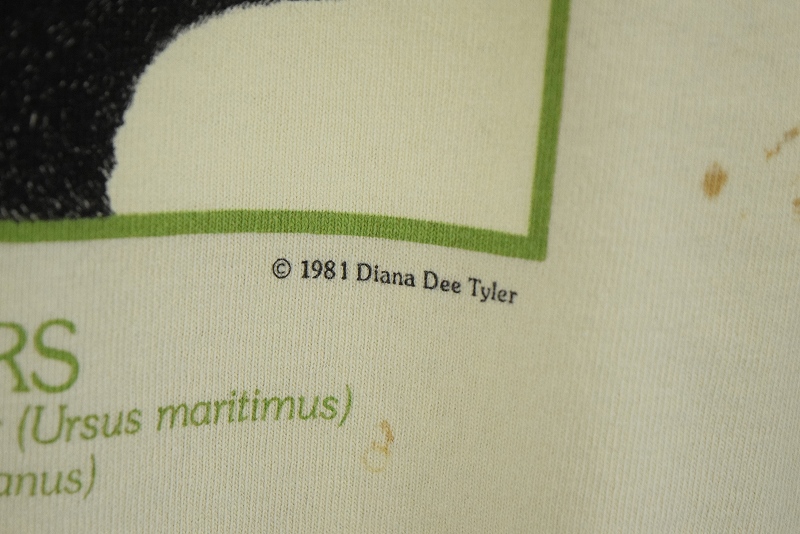 © 1981 Diana Dee Tyler
RS
(Ursus maritimus)
anus)